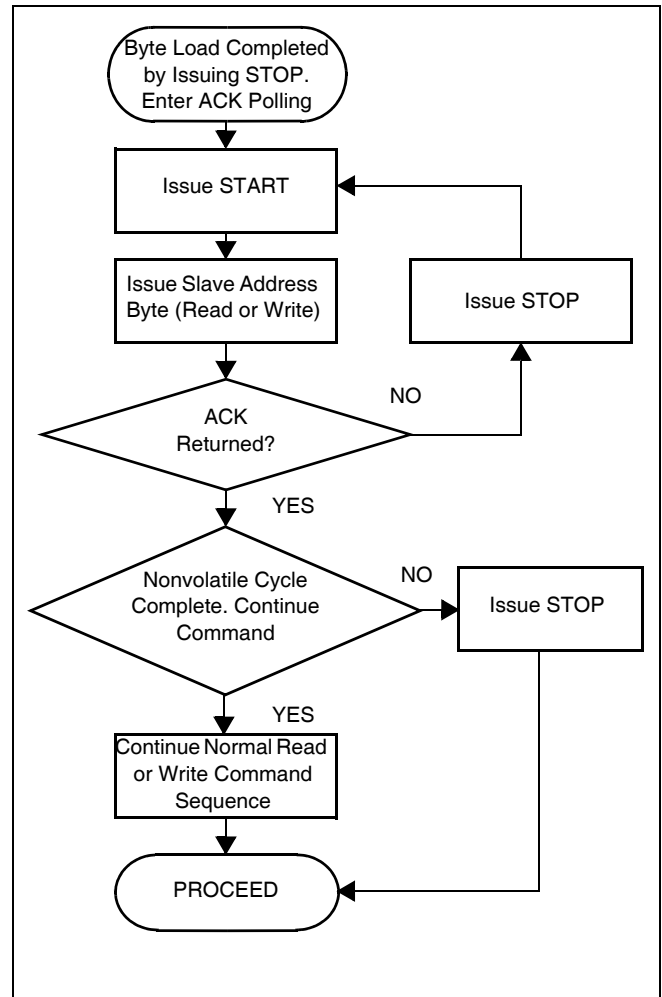 Byte Load Completed
by Issuing STOP.
Enter ACK Polling
Issue START
Issue Slave Address
Byte (Read or Write)
Issue STOP
ACK
Returned?
NO
YES
Nonvolatile Cycle
Complete. Continue
Command
NO
Issue STOP
YES
Continue Normal Read
or Write Command
Sequence
PROCEED